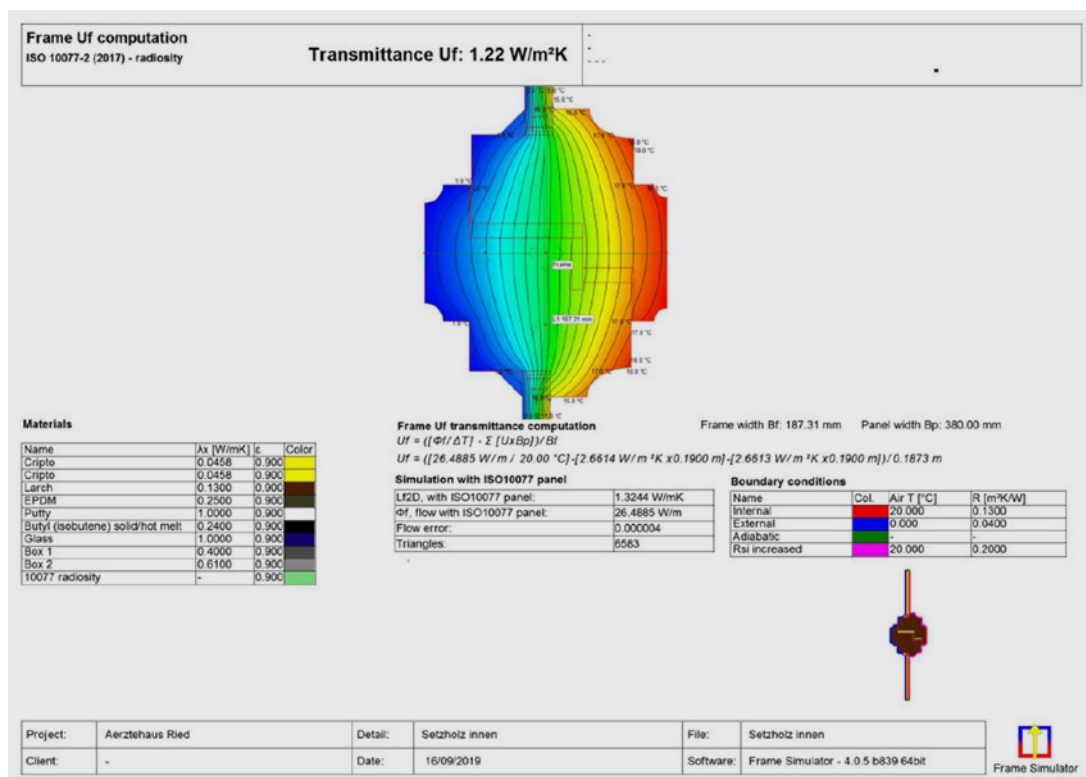 Frame Uf computation
ISO 10077-2 (2017) - radiosity
Transmittance Uf: 1.22 W/m²K
Frame
L1 187.31 mm
Materials
Name λx [W/mK] ε Color
Cripto 0.0458 0.900
Cripto 0.0458 0.900
Larch 0.1300 0.900
EPDM 0.2500 0.900
Putty 1.0000 0.900
Butyl (isobutene) solid/hot melt 0.2400 0.900
Glass 1.0000 0.900
Box 1 0.4000 0.900
Box 2 0.6100 0.900
10077 radiosity - 0.900
Frame Uf transmittance computation
Frame width Bf: 187.31 mm Panel width Bp: 380.00 mm
Uf = ([Φf/ΔT] - Σ [UxBp])/ Bf
Uf = ([26.4885 W/m / 20.00 °C]-[2.6614 W/m ²K x0.1900 m]-[2.6613 W/m ²K x0.1900 m])/ 0.1873 m
Simulation with ISO10077 panel
Lf2D, with ISO10077 panel: 1.3244 W/mK
Φf, flow with ISO10077 panel: 26.4885 W/m
Flow error: 0.000004
Triangles: 6583
Boundary conditions
Name Col. Air T [°C] R [m²K/W]
Internal 20.000 0.1300
External 0.000 0.0400
Adiabatic - -
Rsi increased 20.000 0.2000
Project: Aerztehaus Ried Detail: Setzholz innen File: Setzholz innen
Client: - Date: 16/09/2019 Software: Frame Simulator - 4.0.5 b839 64bit
Frame Simulator